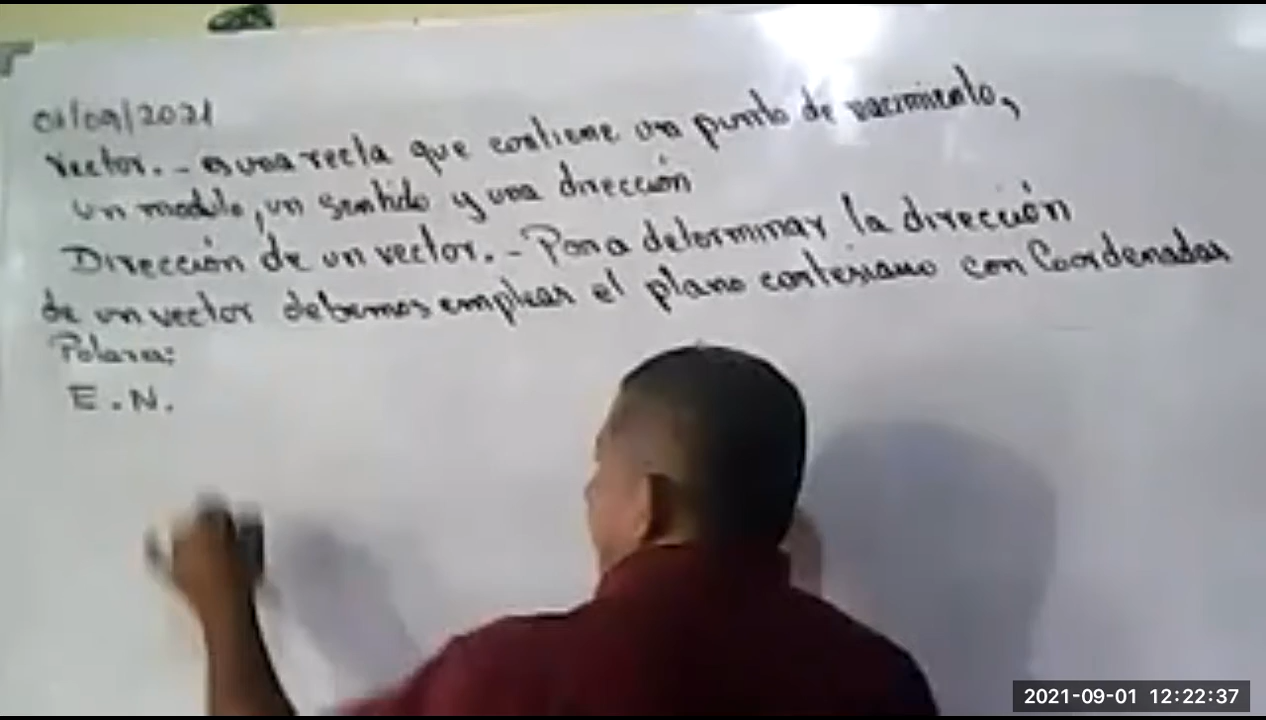 01/09/2021
Vector. - es una recta que contiene un punto de nacimiento,
un modulo, un sentido y una dirección
Dirección de un vector. - Para determinar la dirección
de un vector debemos emplear el plano cartesiano con Coordenadas
Polares:
E. N.
2021-09-01 12:22:37